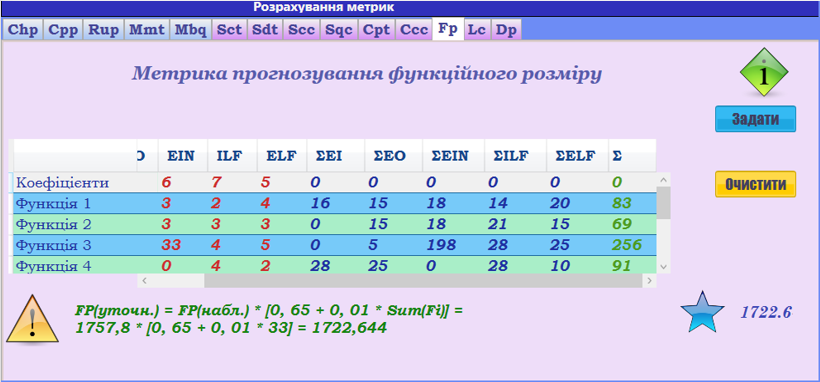 Розрахування метрик
Chp Cpp Rup Mmt Mbq Sct Sdt Scc Sqc Cpt Ccc Fp Lc Dp
Метрика прогнозування функційного розміру
1
Задати
O EIN ILF ELF ΣEI ΣEO ΣEIN ΣILF ΣELF Σ
Коефіцієнти 6 7 5 0 0 0 0 0 0
Функція 1 3 2 4 16 15 18 14 20 83
Очистити
Функція 2 3 3 3 0 15 18 21 15 69
Функція 3 33 4 5 0 5 198 28 25 256
Функція 4 0 4 2 28 25 0 28 10 91
FP(уточн.) = FP(набл.) * [0, 65 + 0, 01 * Sum(Fi)] =
1757,8 * [0, 65 + 0, 01 * 33] = 1722,644
1722.6